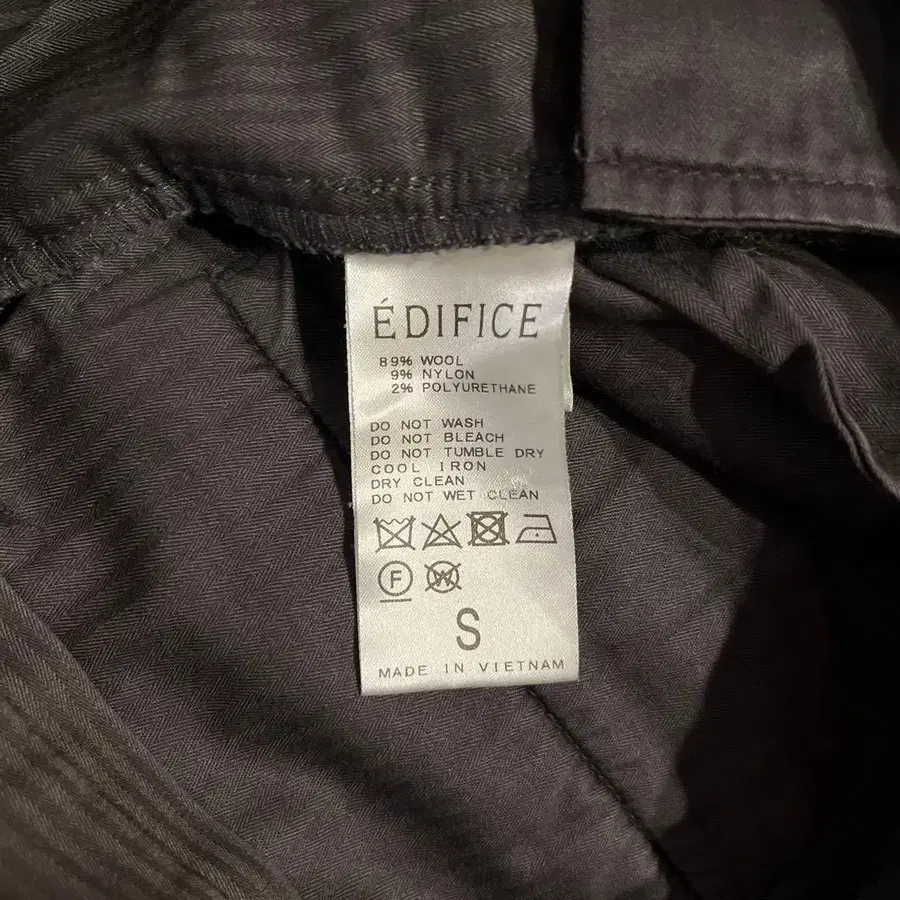 ÉDIFICE
89% WOOL
9% NYLON
2% POLYURETHANE
DO NOT WASH
DO NOT BLEACH
DO NOT TUMBLE DRY
COOL IRON
DRY CLEAN
DO NOT WET CLEAN
F W
S
MADE IN VIETNAM